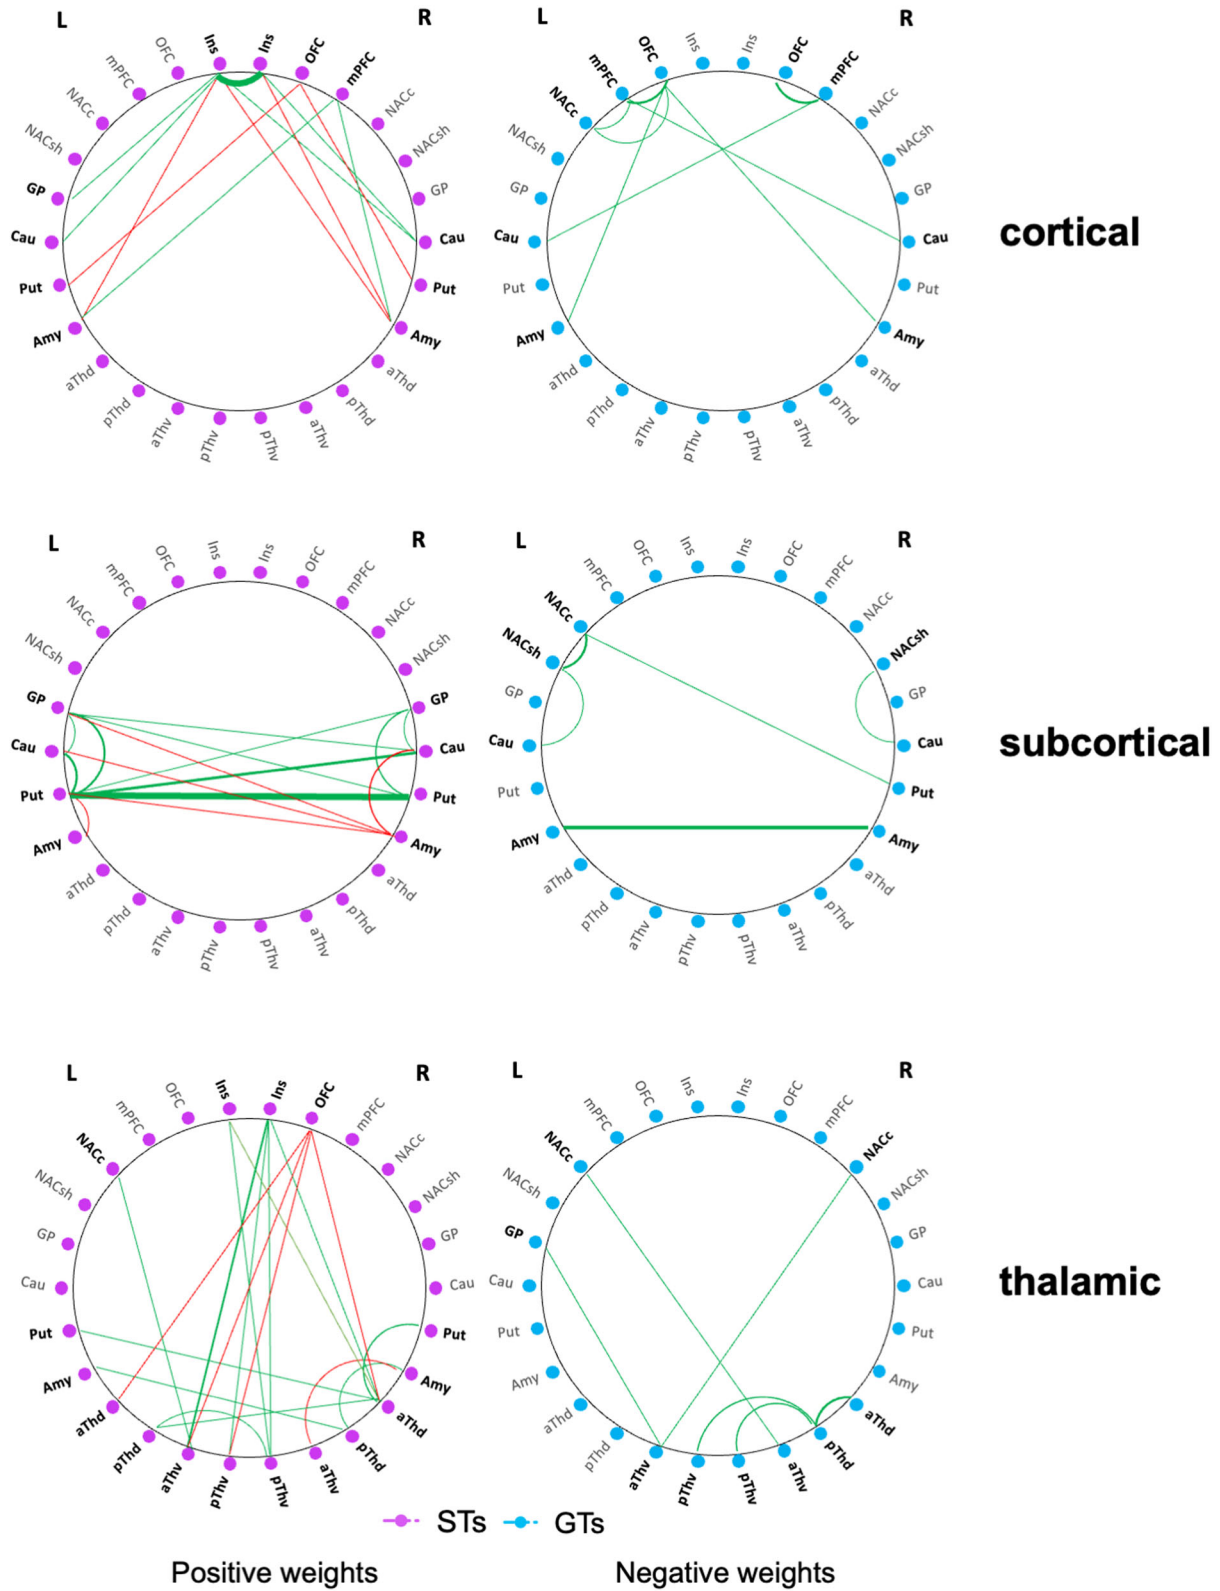 L R L R
OFC Ins Ins OFC OFC Ins Ins OFC
mPFC mPFC mPFC mPFC
NACc NACc NACc NACc
NACsh NACsh NACsh NACsh
GP GP GP GP
Cau Cau Cau Cau cortical
Put Put Put Put
Amy Amy Amy Amy
aThd aThd aThd aThd
pThd pThd pThd pThd
aThv pThv pThv aThv aThv pThv pThv aThv
L R L R
OFC Ins Ins OFC OFC Ins Ins OFC
mPFC mPFC mPFC mPFC
NACc NACc NACc NACc
NACsh NACsh NACsh NACsh
GP GP GP GP
Cau Cau Cau Cau subcortical
Put Put Put Put
Amy Amy Amy Amy
aThd aThd aThd aThd
pThd pThd pThd pThd
aThv pThv pThv aThv aThv pThv pThv aThv
L R L R
OFC Ins Ins OFC OFC Ins Ins OFC
mPFC mPFC mPFC mPFC
NACc NACc NACc NACc
NACsh NACsh NACsh NACsh
GP GP GP GP
Cau Cau Cau Cau thalamic
Put Put Put Put
Amy Amy Amy Amy
aThd aThd aThd aThd
pThd pThd pThd pThd
aThv pThv pThv aThv aThv pThv pThv aThv
STs GTs
Positive weights Negative weights